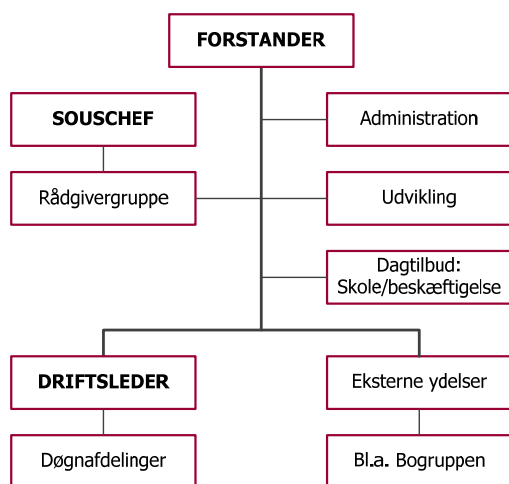 FORSTANDER
SOUSCHEF
Administration
Rådgivergruppe
Udvikling
Dagtilbud:
Skole/beskæftigelse
DRIFTSLEDER
Eksterne ydelser
Døgnafdelinger
Bl.a. Bogruppen